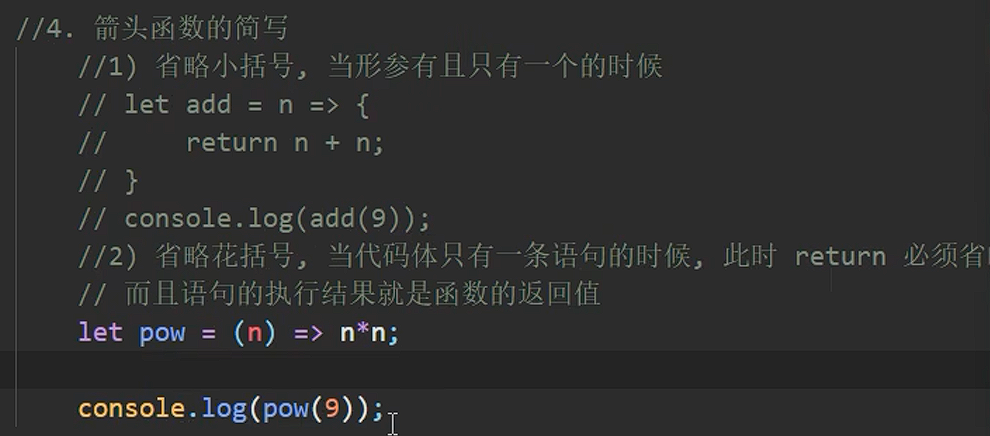 //4. 箭头函数的简写
//1) 省略小括号, 当形参有且只有一个的时候
// let add = n => {
//     return n + n;
// }
// console.log(add(9));
//2) 省略花括号, 当代码体只有一条语句的时候, 此时 return 必须省
// 而且语句的执行结果就是函数的返回值
let pow = (n) => n*n;
console.log(pow(9));